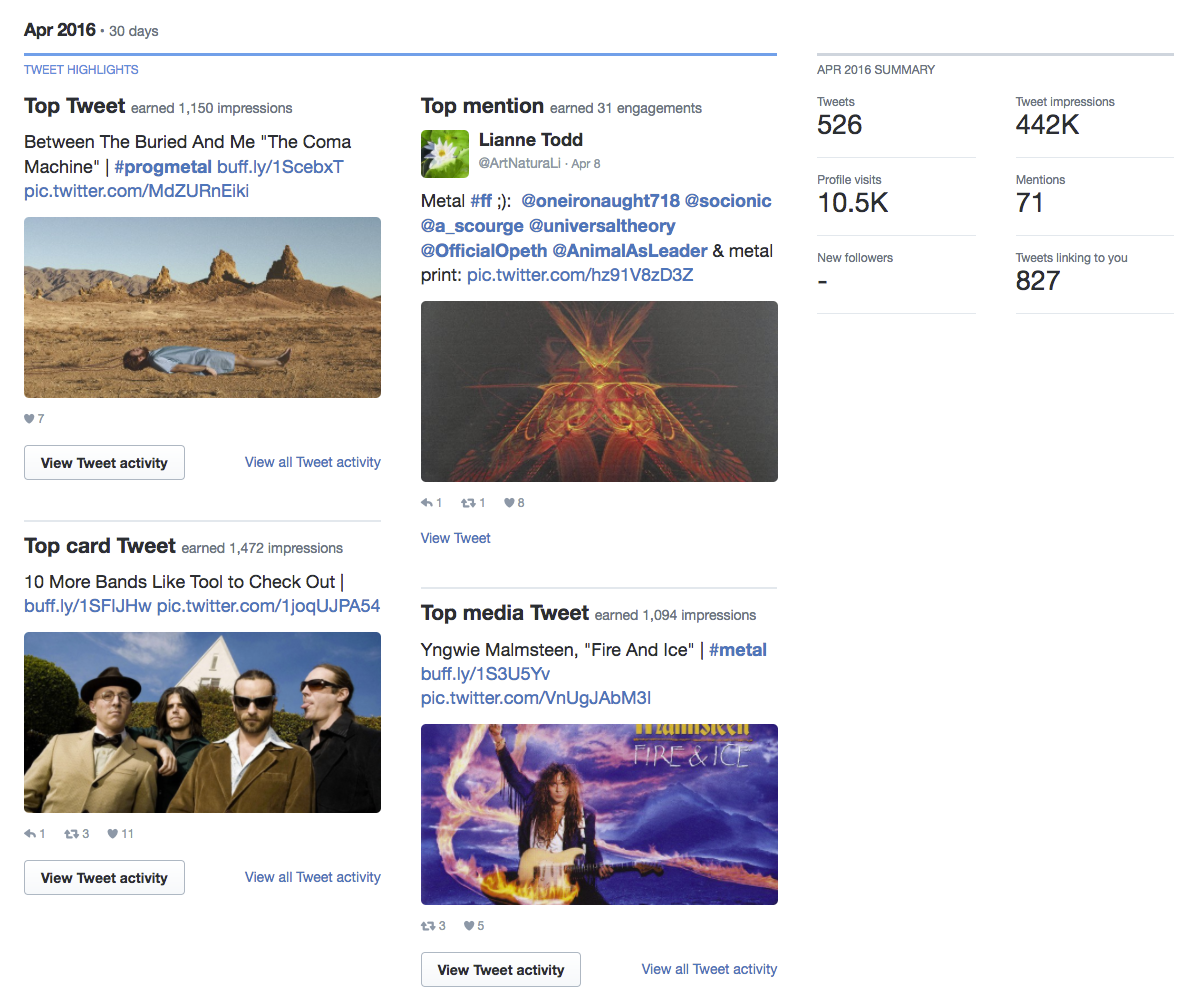 Apr 2016 · 30 days
TWEET HIGHLIGHTS
Top Tweet earned 1,150 impressions
Between The Buried And Me "The Coma
Machine" | #progmetal buff.ly/1ScebxT
pic.twitter.com/MdZURnEiki
7
View Tweet activity
View all Tweet activity
Top card Tweet earned 1,472 impressions
10 More Bands Like Tool to Check Out |
buff.ly/1SFlJHw pic.twitter.com/1joqUJPA54
1 3 11
View Tweet activity
View all Tweet activity
Top mention earned 31 engagements
Lianne Todd
@ArtNaturaLi · Apr 8
Metal #ff ;): @oneironaught718 @socionic
@a_scourge @universaltheory
@OfficialOpeth @AnimalAsLeader & metal
print: pic.twitter.com/hz91V8zD3Z
1 1 8
View Tweet
Top media Tweet earned 1,094 impressions
Yngwie Malmsteen, "Fire And Ice" | #metal
buff.ly/1S3U5Yv
pic.twitter.com/VnUgJAbM3I
FIRE & ICE
3 5
View Tweet activity
View all Tweet activity
APR 2016 SUMMARY
Tweets
526
Tweet impressions
442K
Profile visits
10.5K
Mentions
71
New followers
-
Tweets linking to you
827